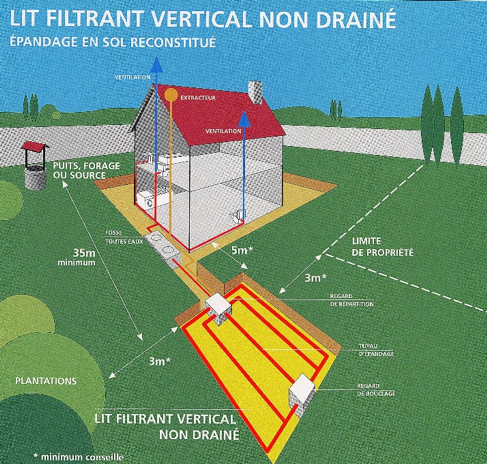 LIT FILTRANT VERTICAL NON DRAINÉ
ÉPANDAGE EN SOL RECONSTITUÉ
VENTILATION
EXTRACTEUR
VENTILATION
PUITS, FORAGE
OU SOURCE
FOSSE
TOUTES EAUX
35m
minimum
5m*
LIMITE
DE PROPRIÉTÉ
3m*
REGARD
DE RÉPARTITION
TUYAU
D'ÉPANDAGE
3m*
PLANTATIONS
REGARD
DE BOUCLAGE
LIT FILTRANT VERTICAL
NON DRAINÉ
* minimum conseille